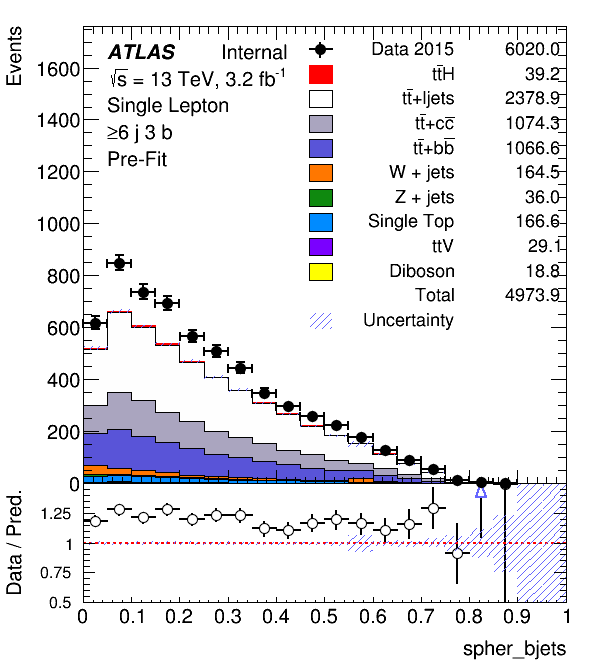 Events
ATLAS Internal
√s = 13 TeV, 3.2 fb⁻¹
Single Lepton
≥6 j 3 b
Pre-Fit
Data 2015 6020.0
tt̄H 39.2
tt̄+ljets 2378.9
tt̄+cc̄ 1074.3
tt̄+bb̄ 1066.6
W + jets 164.5
Z + jets 36.0
Single Top 166.6
ttV 29.1
Diboson 18.8
Total 4973.9
Uncertainty
1600
1400
1200
1000
800
600
400
200
0
Data / Pred.
1.25
1
0.75
0.5
0 0.1 0.2 0.3 0.4 0.5 0.6 0.7 0.8 0.9 1
spher_bjets